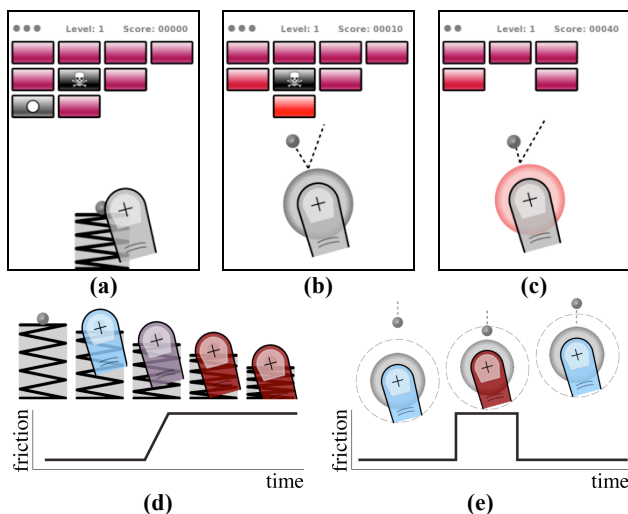 Level: 1 Score: 00000
Level: 1 Score: 00010
Level: 1 Score: 00040
(a)
(b)
(c)
friction
time
(d)
friction
time
(e)